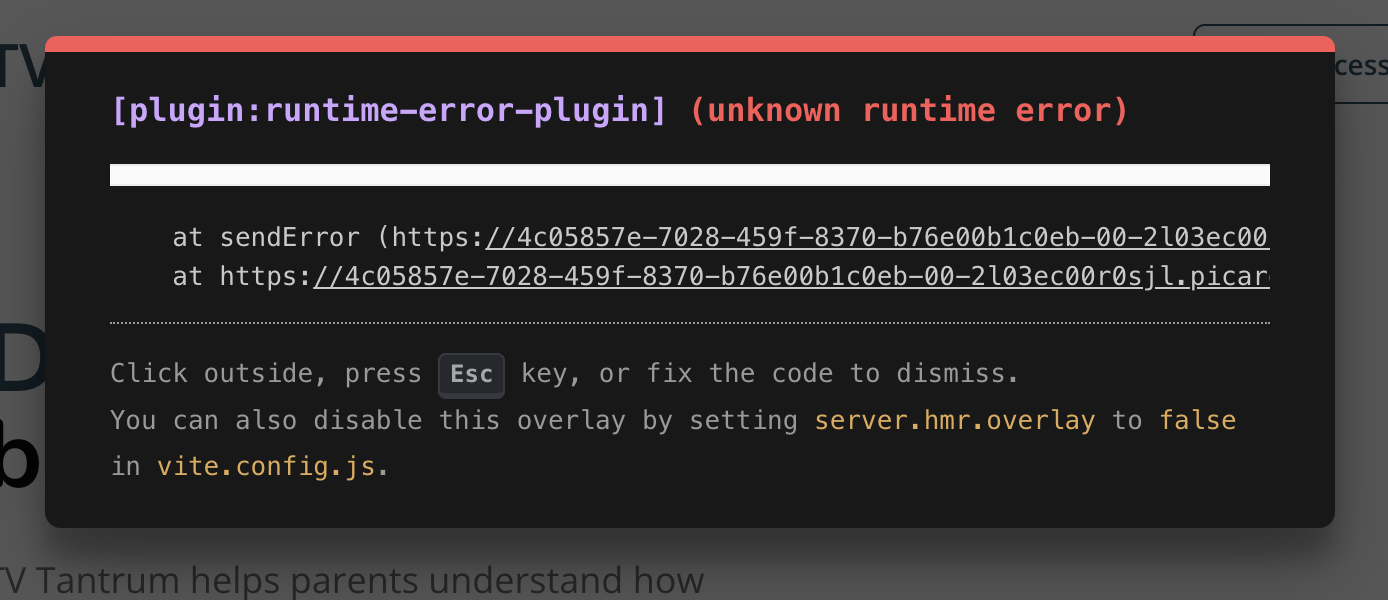 TV
cess
[plugin:runtime-error-plugin] (unknown runtime error)
at sendError (https://4c05857e-7028-459f-8370-b76e00b1c0eb-00-2l03ec00
at https://4c05857e-7028-459f-8370-b76e00b1c0eb-00-2l03ec00r0sjl.picar
D
Click outside, press Esc key, or fix the code to dismiss.
You can also disable this overlay by setting server.hmr.overlay to false
b
in vite.config.js.
TV Tantrum helps parents understand how